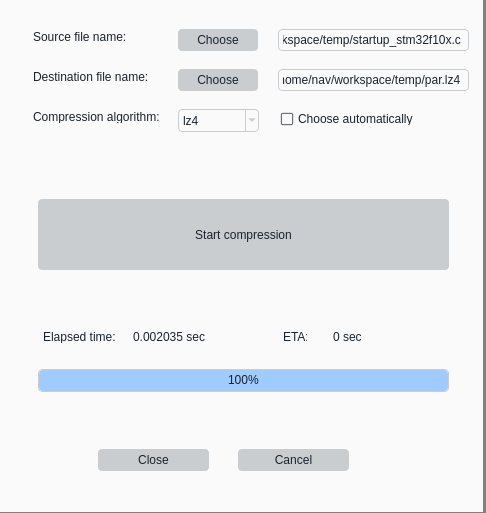 Source file name: Choose kspace/temp/startup_stm32f10x.c
Destination file name: Choose ome/nav/workspace/temp/par.lz4
Compression algorithm: lz4 Choose automatically
Start compression
Elapsed time: 0.002035 sec ETA: 0 sec
100%
Close Cancel